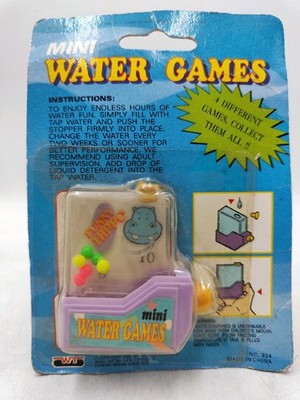 MINI
WATER GAMES
INSTRUCTIONS:
TO ENJOY ENDLESS HOURS OF
WATER FUN, SIMPLY FILL WITH
TAP WATER AND PUSH THE
STOPPER FIRMLY INTO PLACE.
CHANGE THE WATER EVERY
TWO WEEKS OR SOONER FOR
BETTER PERFORMANCE. WE
RECOMMEND USING ADULT
SUPERVISION. ADD DROP OF
LIQUID DETERGENT INTO THE
TAP WATER.
4 DIFFERENT
GAMES, COLLECT
THEM ALL !!
HIPPO
10
mini
WATER GAMES
WARNING:
NO. 924
MADE IN CHINA